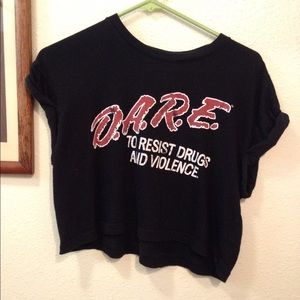 D.A.R.E.
TO RESIST DRUGS
AND VIOLENCE.